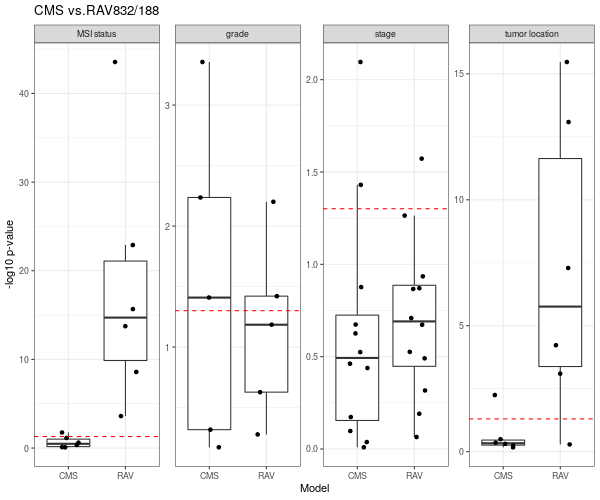 CMS vs.RAV832/188
MSI status
grade
stage
tumor location
-log10 p-value
40
30
20
10
0
3
2
1
2.0
1.5
1.0
0.5
0.0
15
10
5
0
CMS RAV
CMS RAV
CMS RAV
CMS RAV
Model